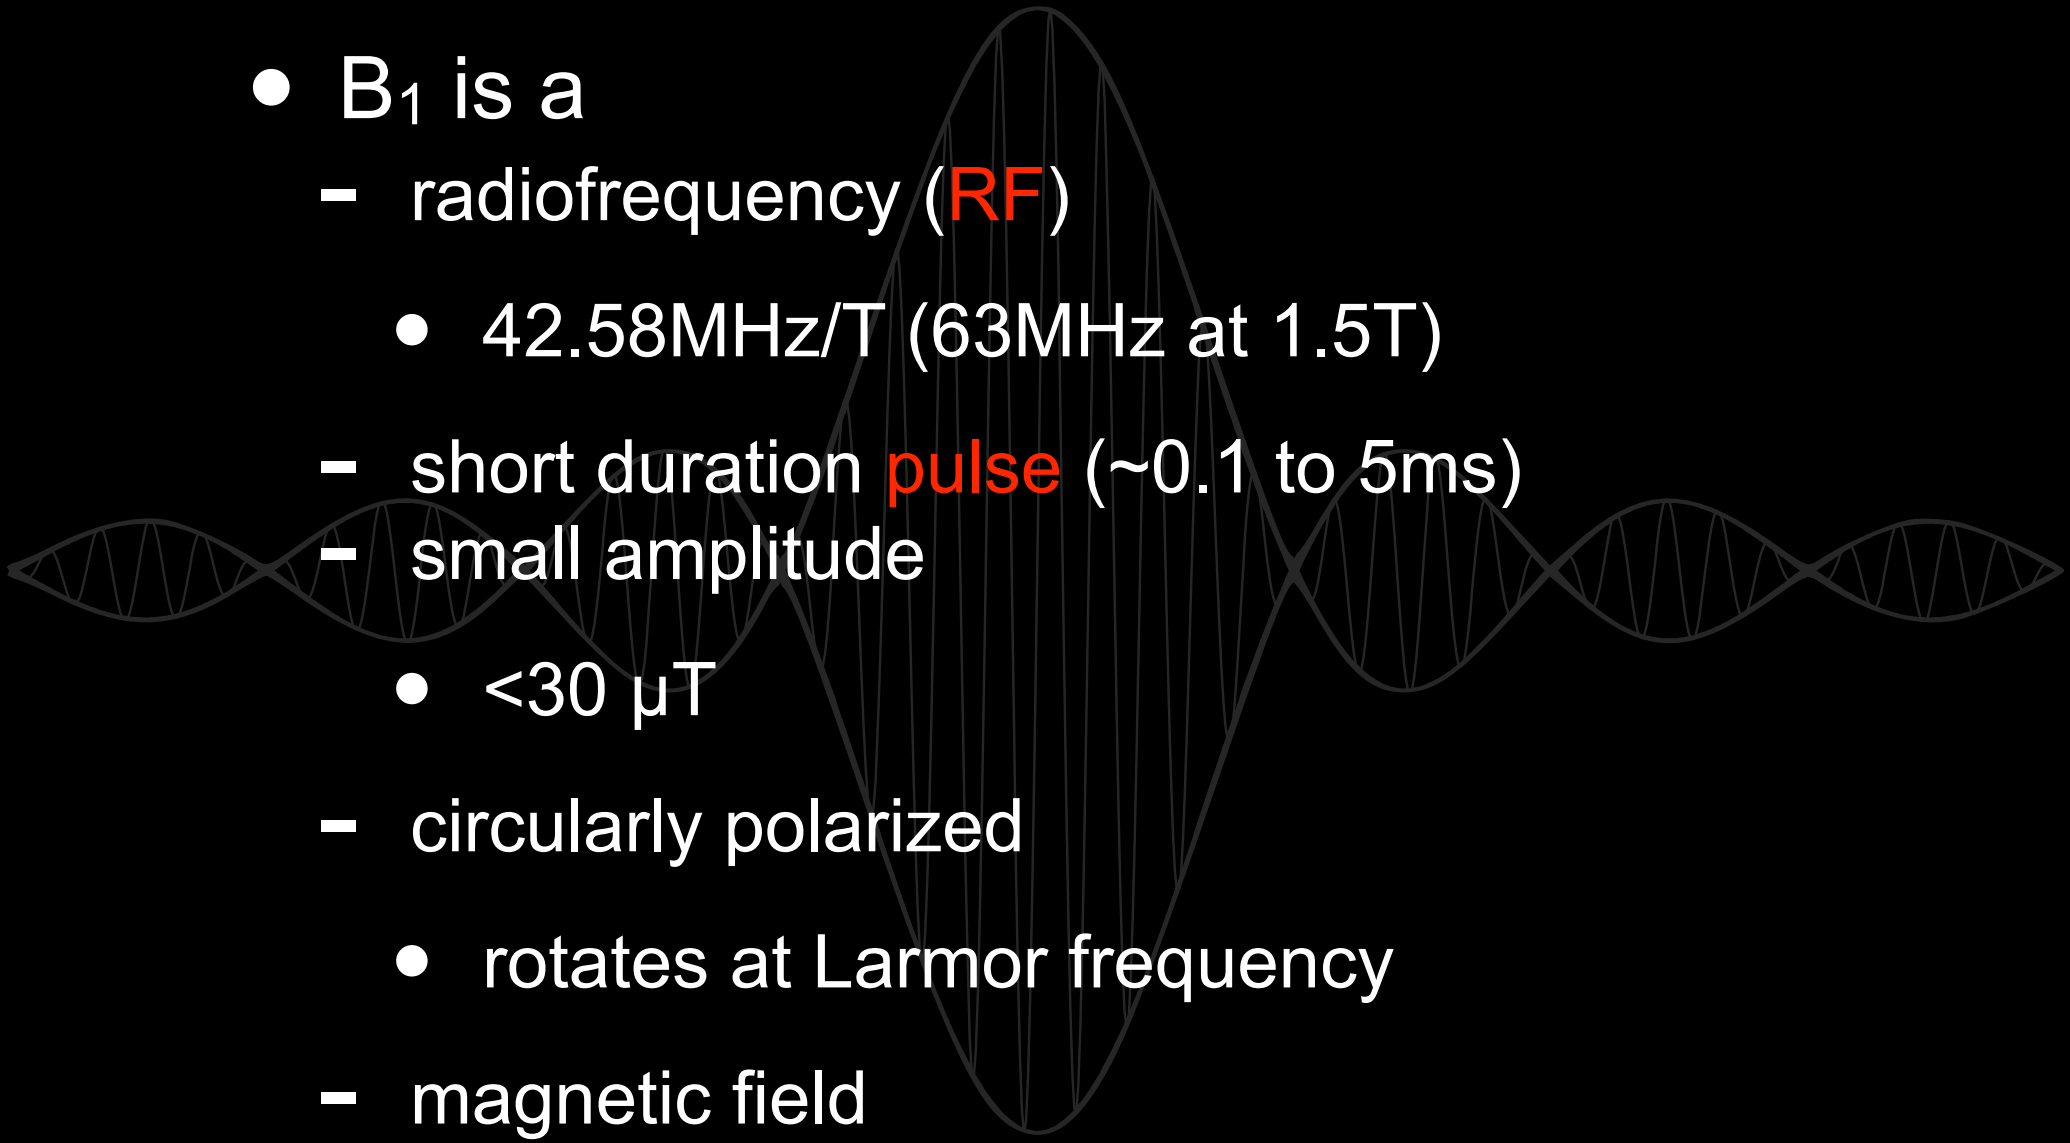 • B₁ is a
- radiofrequency (RF)
• 42.58MHz/T (63MHz at 1.5T)
- short duration pulse (~0.1 to 5ms)
- small amplitude
• <30 µT
- circularly polarized
• rotates at Larmor frequency
- magnetic field